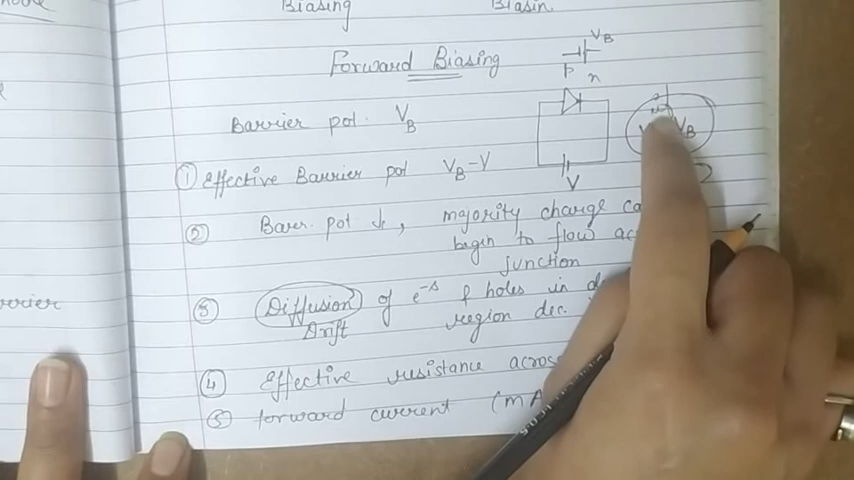 Biasing Biasin.
Forward Biasing
VB
p n
Barrier pot. VB
VB
① Effective Barrier pot VB-V
V
② Barr. pot ↓, majority charge ca
begin to flow ac
junction
③ Diffusion of e-s & holes in d
Drift region dec.
④ Effective resistance across
⑤ forward current (mA